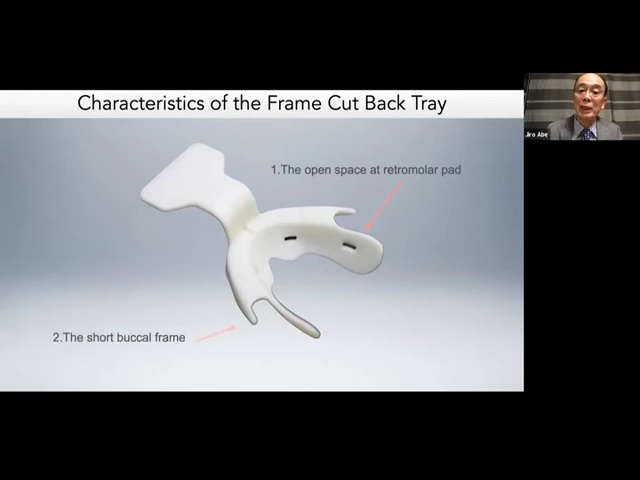 Characteristics of the Frame Cut Back Tray
1.The open space at retromolar pad
2.The short buccal frame
Jiro Abe